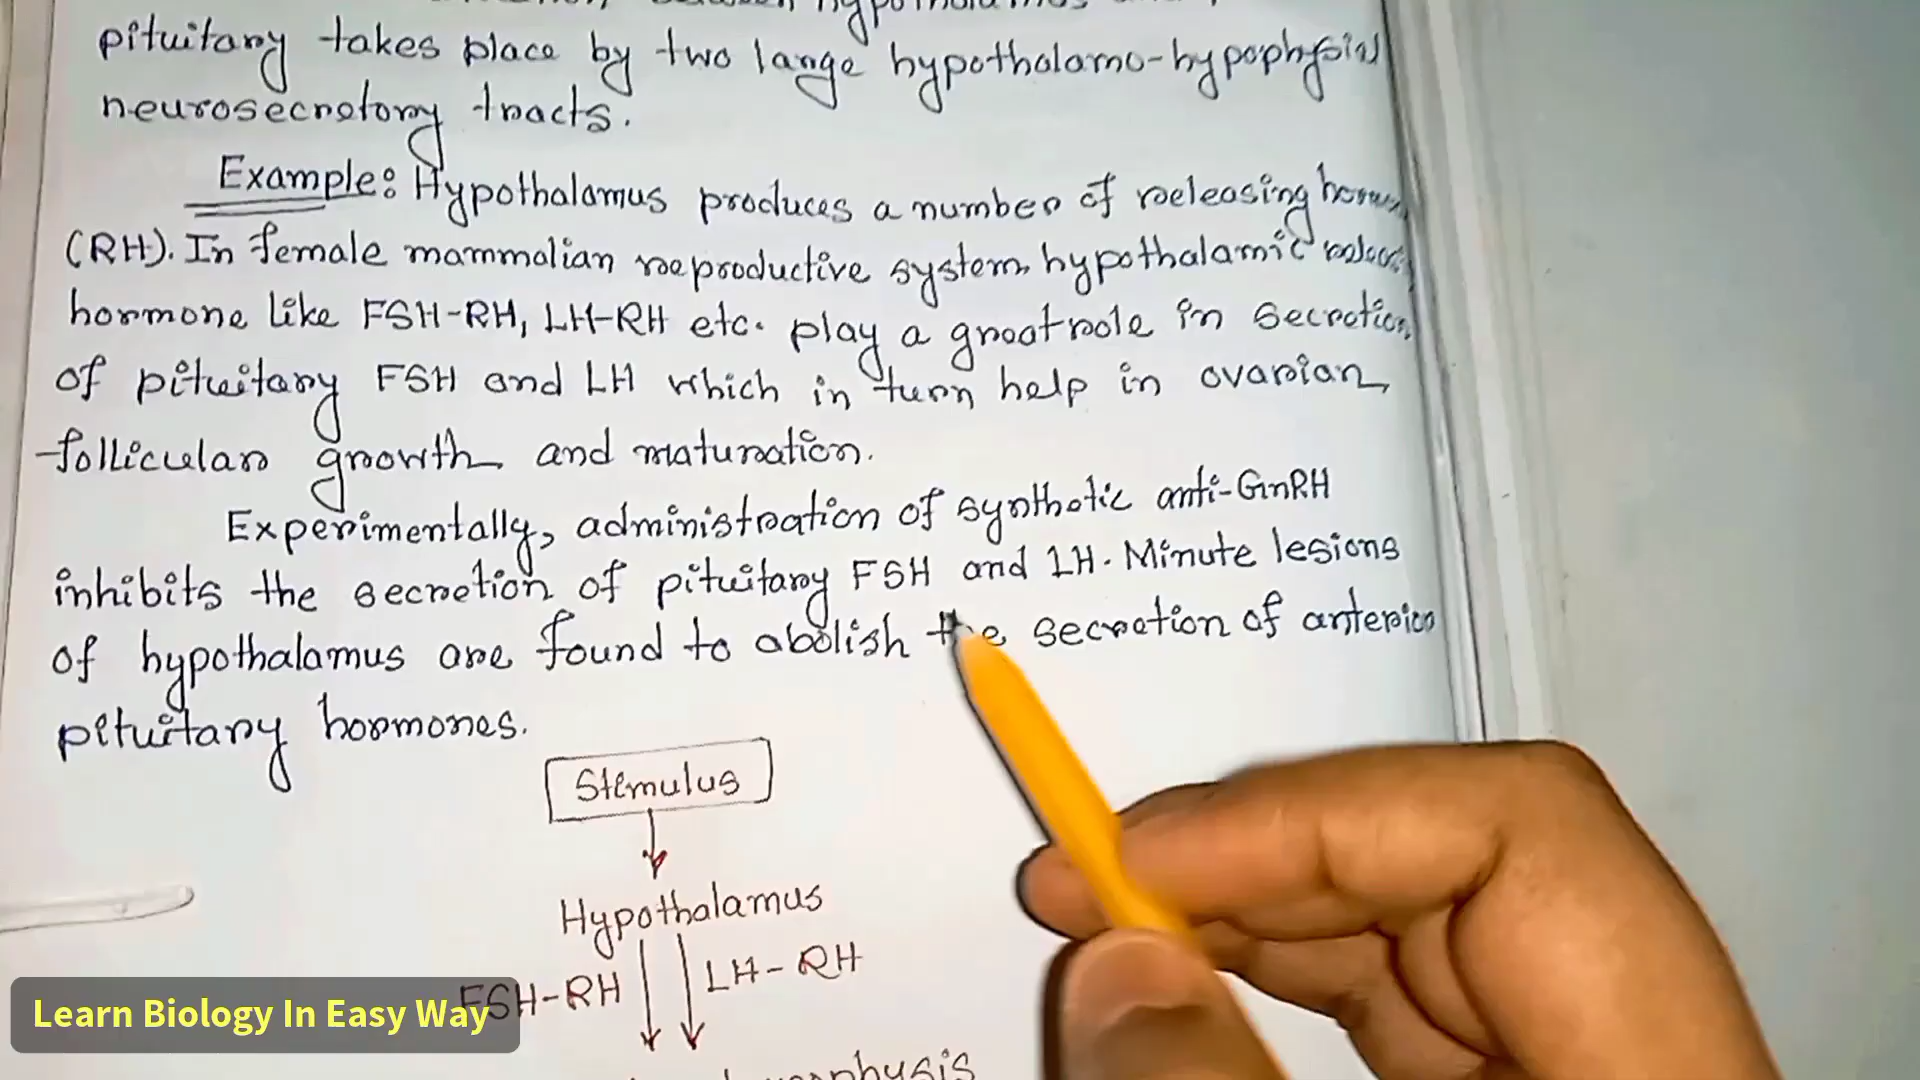 pituitary takes place by two large hypothalamo-hypophysial
neurosecretory tracts.
Example: Hypothalamus produces a number of releasing
(RH). In female mammalian reproductive system, hypothalamic
hormone like FSH-RH, LH-RH etc. play a great role in secretion
of pituitary FSH and LH which in turn help in ovarian
follicular growth and maturation.
Experimentally, administration of synthetic anti-GnRH
inhibits the secretion of pituitary FSH and LH. Minute lesions
of hypothalamus are found to abolish the secretion of anterior
pituitary hormones.
Stimulus
Hypothalamus
FSH-RH LH-RH
Learn Biology In Easy Way